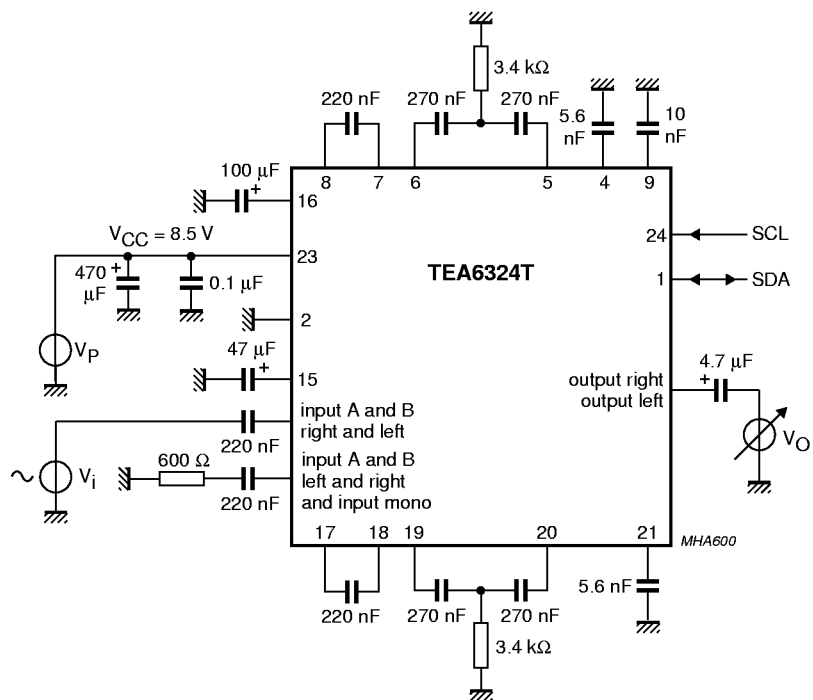 3.4 kΩ
220 nF
270 nF
270 nF
5.6
nF
10
nF
8
7
6
5
4
9
100 μF
+
16
VCC = 8.5 V
23
470
μF
+
0.1 μF
TEA6324T
24
SCL
1
SDA
2
VP
47 μF
+
15
output right
output left
4.7 μF
+
VO
input A and B
right and left
220 nF
Vi
600 Ω
220 nF
input A and B
left and right
and input mono
17
18
19
20
21
MHA600
220 nF
270 nF
270 nF
5.6 nF
3.4 kΩ